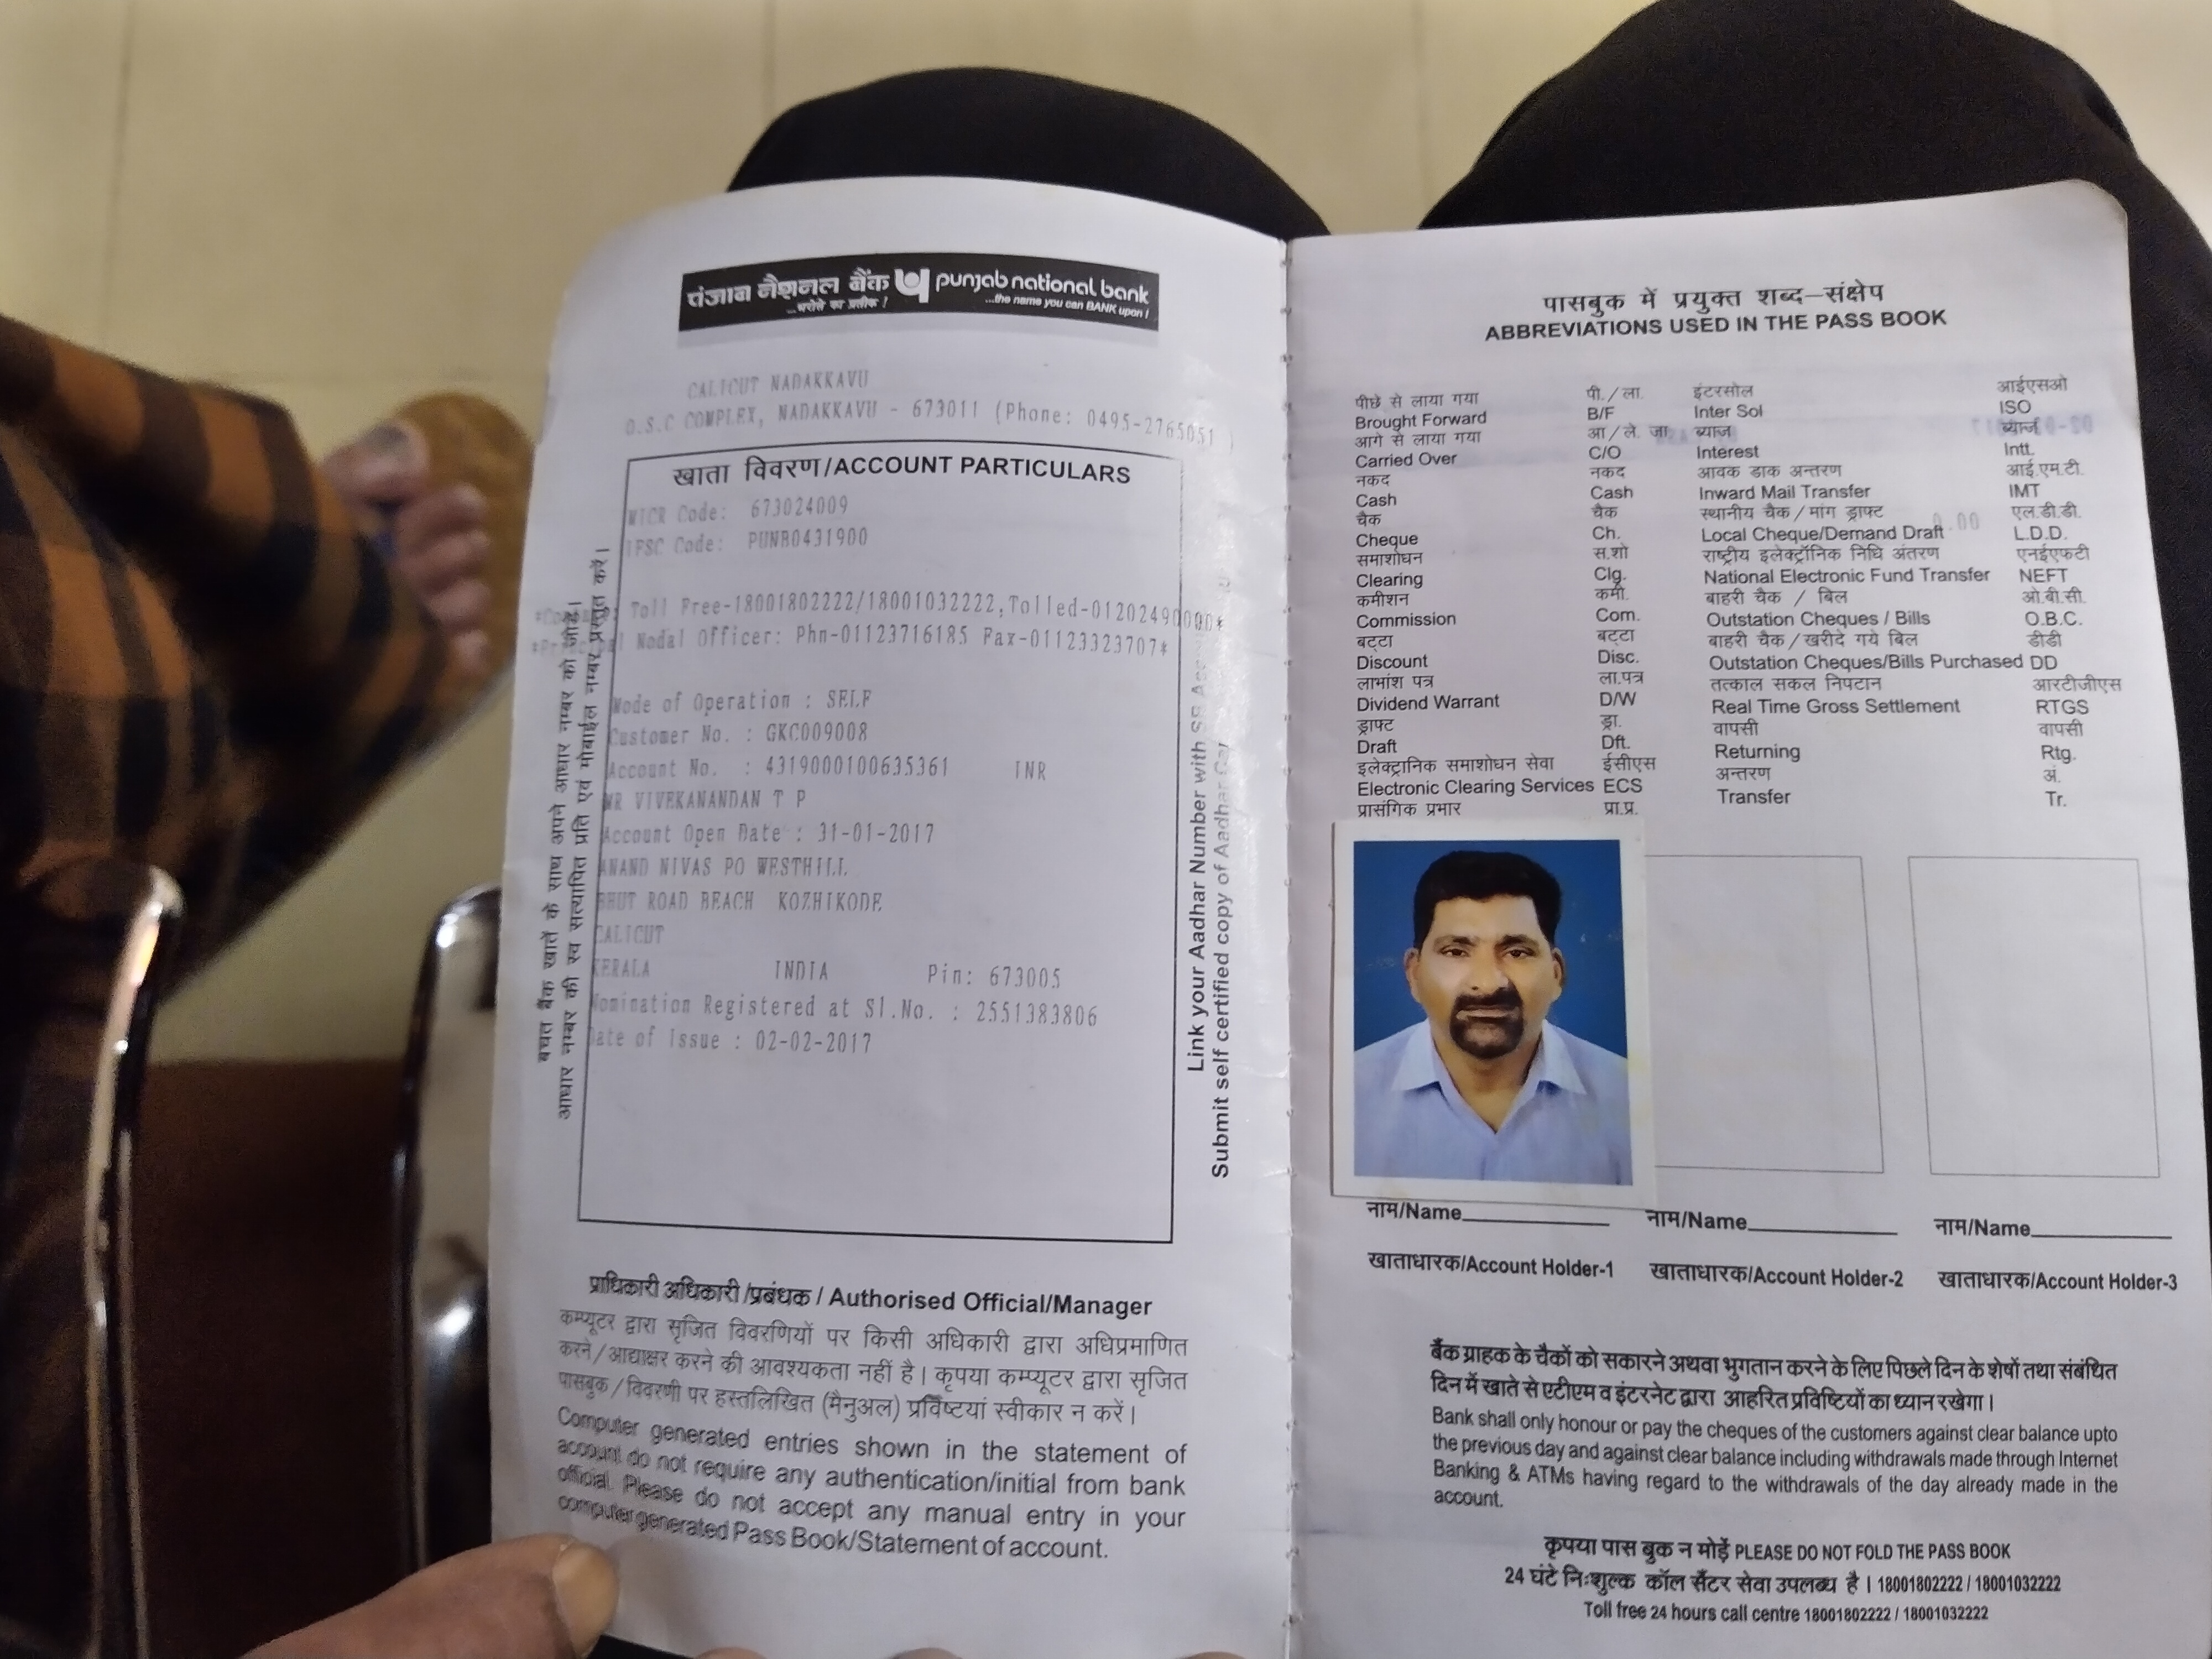 पंजाब नैशनल बैंक punjab national bank
...भरोसे का प्रतीक ! ...the name you can BANK upon !
CALICUT NADAKKAVU
O.S.C COMPLEX, NADAKKAVU - 673011 (Phone: 0495-2765051 )
खाता विवरण/ACCOUNT PARTICULARS
MICR Code: 673024009
IFSC Code: PUNB0431900
Toll Free-18001802222/18001032222,Tolled-01202490000*
*Principal Nodal Officer: Phn-01123716185 Fax-01123323707*
Mode of Operation : SELF
Customer No. : GKC009008
Account No. : 4319000100635361 INR
MR VIVEKANANDAN T P
Account Open Date : 31-01-2017
ANAND NIVAS PO WESTHILL
BHUT ROAD BEACH KOZHIKODE
CALICUT
KERALA INDIA Pin: 673005
Nomination Registered at Sl.No. : 2551383806
Date of Issue : 02-02-2017
बचत बैंक खाते के साथ अपने आधार नम्बर को जोड़ें।
आधार नम्बर की स्व सत्यापित प्रति एवं मोबाईल नम्बर प्रस्तुत करें।
Link your Aadhar Number with SB
Submit self certified copy of Aadhar
प्राधिकारी अधिकारी /प्रबंधक / Authorised Official/Manager
कम्प्यूटर द्वारा सृजित विवरणियों पर किसी अधिकारी द्वारा अधिप्रमाणित
करने/आद्याक्षर करने की आवश्यकता नहीं है। कृपया कम्प्यूटर द्वारा सृजित
पासबुक/विवरणी पर हस्तलिखित (मैनुअल) प्रविष्टियां स्वीकार न करें।
Computer generated entries shown in the statement of
account do not require any authentication/initial from bank
official. Please do not accept any manual entry in your
computer generated Pass Book/Statement of account.
पासबुक में प्रयुक्त शब्द–संक्षेप
ABBREVIATIONS USED IN THE PASS BOOK
पीछे से लाया गया पी./ला. इंटरसोल आईएसओ
Brought Forward B/F Inter Sol ISO
आगे से लाया गया आ/ले. जा ब्याज ब्यार्ज
Carried Over C/O Interest Intt.
नकद नकद आवक डाक अन्तरण आई.एम.टी.
Cash Cash Inward Mail Transfer IMT
चैक चैक स्थानीय चैक/मांग ड्राफ्ट एल.डी.डी.
Cheque Ch. Local Cheque/Demand Draft L.D.D.
समाशोधन स.शो राष्ट्रीय इलेक्ट्रॉनिक निधि अंतरण एनईएफटी
Clearing Clg. National Electronic Fund Transfer NEFT
कमीशन कमी. बाहरी चैक / बिल ओ.बी.सी.
Commission Com. Outstation Cheques / Bills O.B.C.
बट्टा बट्टा बाहरी चैक/खरीदे गये बिल डीडी
Discount Disc. Outstation Cheques/Bills Purchased DD
लाभांश पत्र ला.पत्र तत्काल सकल निपटान आरटीजीएस
Dividend Warrant D/W Real Time Gross Settlement RTGS
ड्राफ्ट ड्रा. वापसी वापसी
Draft Dft. Returning Rtg.
इलेक्ट्रानिक समाशोधन सेवा ईसीएस अन्तरण अं.
Electronic Clearing Services ECS Transfer Tr.
प्रासंगिक प्रभार प्रा.प्र.
नाम/Name नाम/Name नाम/Name
खाताधारक/Account Holder-1 खाताधारक/Account Holder-2 खाताधारक/Account Holder-3
बैंक ग्राहक के चैकों को सकारने अथवा भुगतान करने के लिए पिछले दिन के शेषों तथा संबंधित
दिन में खाते से एटीएम व इंटरनेट द्वारा आहरित प्रविष्टियों का ध्यान रखेगा।
Bank shall only honour or pay the cheques of the customers against clear balance upto
the previous day and against clear balance including withdrawals made through Internet
Banking & ATMs having regard to the withdrawals of the day already made in the
account.
कृपया पास बुक न मोड़ें PLEASE DO NOT FOLD THE PASS BOOK
24 घंटे निःशुल्क कॉल सैंटर सेवा उपलब्ध है। 18001802222 / 18001032222
Toll free 24 hours call centre 18001802222 / 18001032222